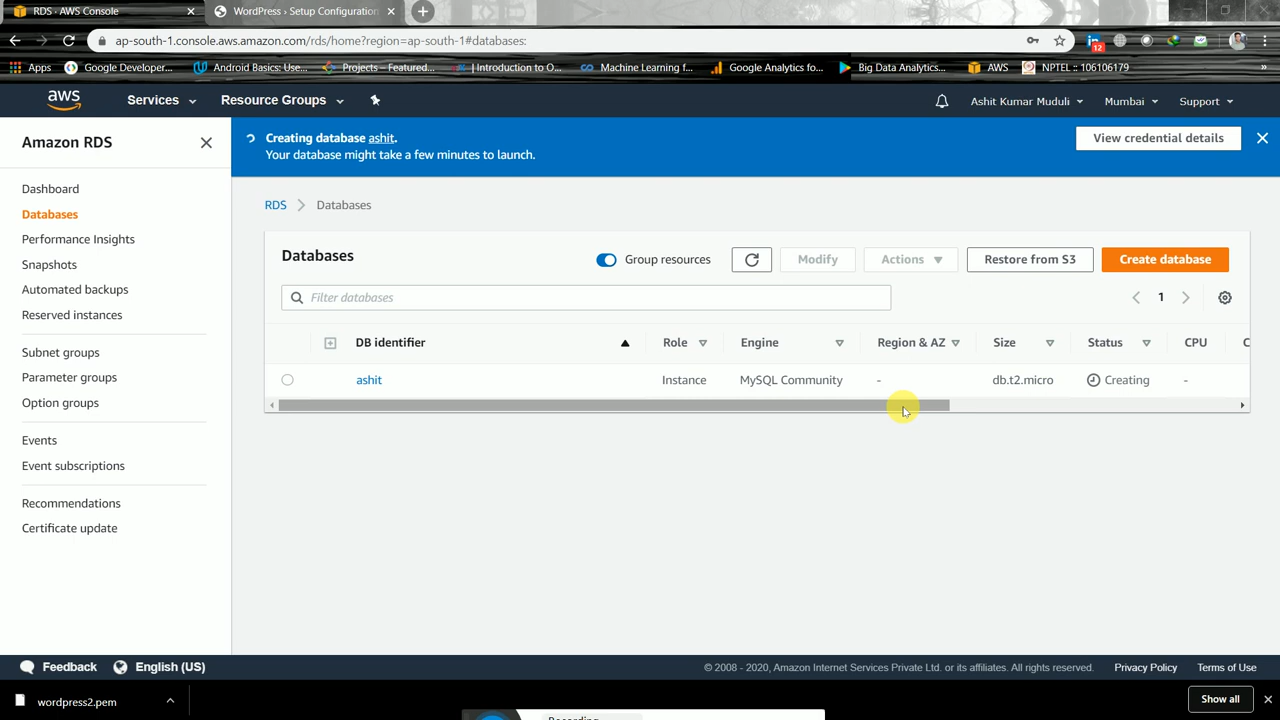 RDS · AWS Console
WordPress › Setup Configuration
ap-south-1.console.aws.amazon.com/rds/home?region=ap-south-1#databases:
12
Apps
Google Developer...
Android Basics: Use...
Projects – Featured...
| Introduction to O...
Machine Learning f...
Google Analytics fo...
Big Data Analytics...
AWS
NPTEL :: 106106179
»
aws
Services
Resource Groups
Ashit Kumar Muduli
Mumbai
Support
Amazon RDS
Creating database ashit.
Your database might take a few minutes to launch.
View credential details
Dashboard
Databases
Performance Insights
Snapshots
Automated backups
Reserved instances
Subnet groups
Parameter groups
Option groups
Events
Event subscriptions
Recommendations
Certificate update
RDS > Databases
Databases
Group resources
Modify
Actions
Restore from S3
Create database
Filter databases
1
DB identifier Role Engine Region & AZ Size Status CPU C
ashit Instance MySQL Community - db.t2.micro Creating -
Feedback
English (US)
© 2008 - 2020, Amazon Internet Services Private Ltd. or its affiliates. All rights reserved.
Privacy Policy
Terms of Use
wordpress2.pem
Show all